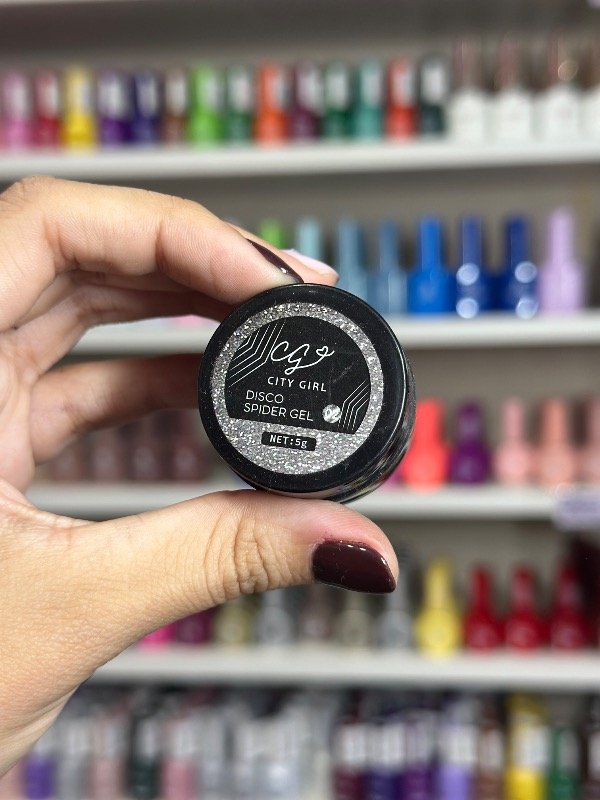 CG
CITY GIRL
DISCO
SPIDER GEL 02
NET:5g